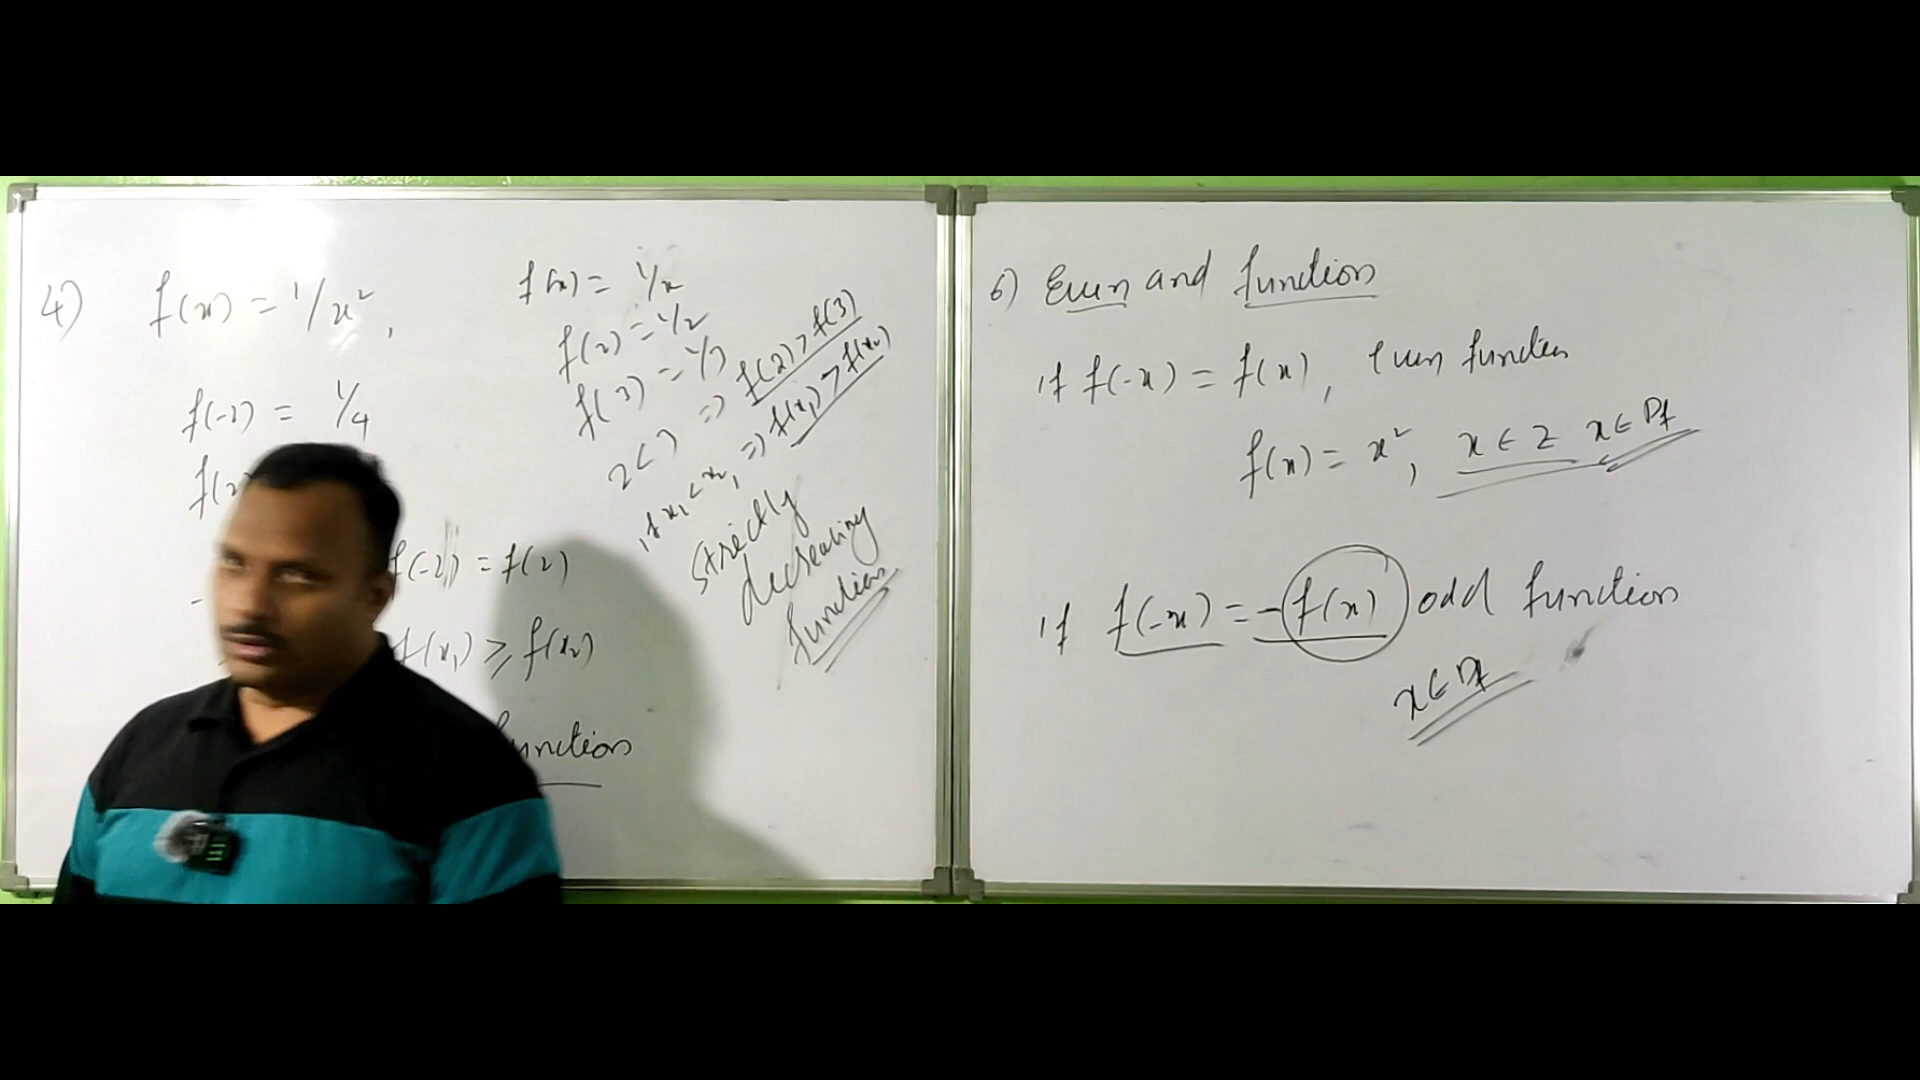 4) f(x) = 1/x²,
f(-2) = 1/4
f(2
f(-2) = f(2)
f(x₁) ≥ f(x₂)
function
f(x) = 1/x
f(2) = 1/2
f(3) = 1/3
2<3 => f(2) > f(3)
if x₁ < x₂, => f(x₁) > f(x₂)
strictly
decreasing
function
6) Even and function
if f(-x) = f(x), Even function
f(x) = x², x ∈ Z x ∈ Df
if f(-x) = -f(x) odd function
x ∈ Df